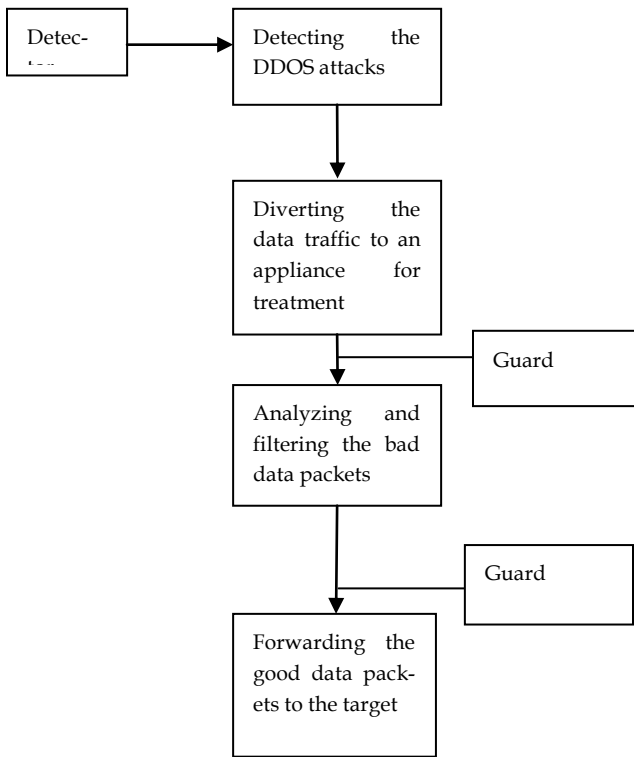 Detec-
Detecting the
DDOS attacks
Diverting the
data traffic to an
appliance for
treatment
Guard
Analyzing and
filtering the bad
data packets
Guard
Forwarding the
good data pack-
ets to the target